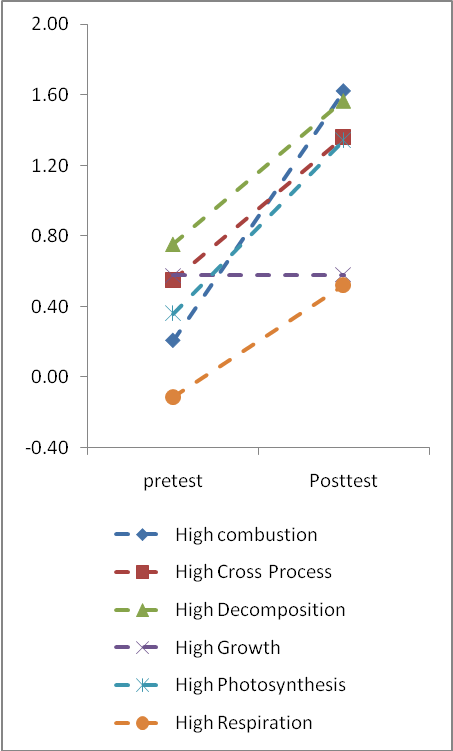 2.00
1.60
1.20
0.80
0.40
0.00
-0.40
pretest Posttest
High combustion
High Cross Process
High Decomposition
High Growth
High Photosynthesis
High Respiration